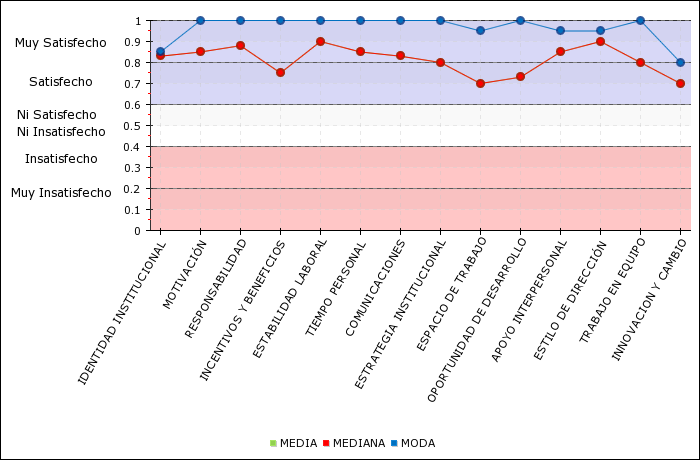 Muy Satisfecho
Satisfecho
Ni Satisfecho
Ni Insatisfecho
Insatisfecho
Muy Insatisfecho
1
0.9
0.8
0.7
0.6
0.5
0.4
0.3
0.2
0.1
0
IDENTIDAD INSTITUCIONAL
MOTIVACIÓN
RESPONSABILIDAD
INCENTIVOS Y BENEFICIOS
ESTABILIDAD LABORAL
TIEMPO PERSONAL
COMUNICACIONES
ESTRATEGIA INSTITUCIONAL
ESPACIO DE TRABAJO
OPORTUNIDAD DE DESARROLLO
APOYO INTERPERSONAL
ESTILO DE DIRECCIÓN
TRABAJO EN EQUIPO
INNOVACION Y CAMBIO
MEDIA MEDIANA MODA